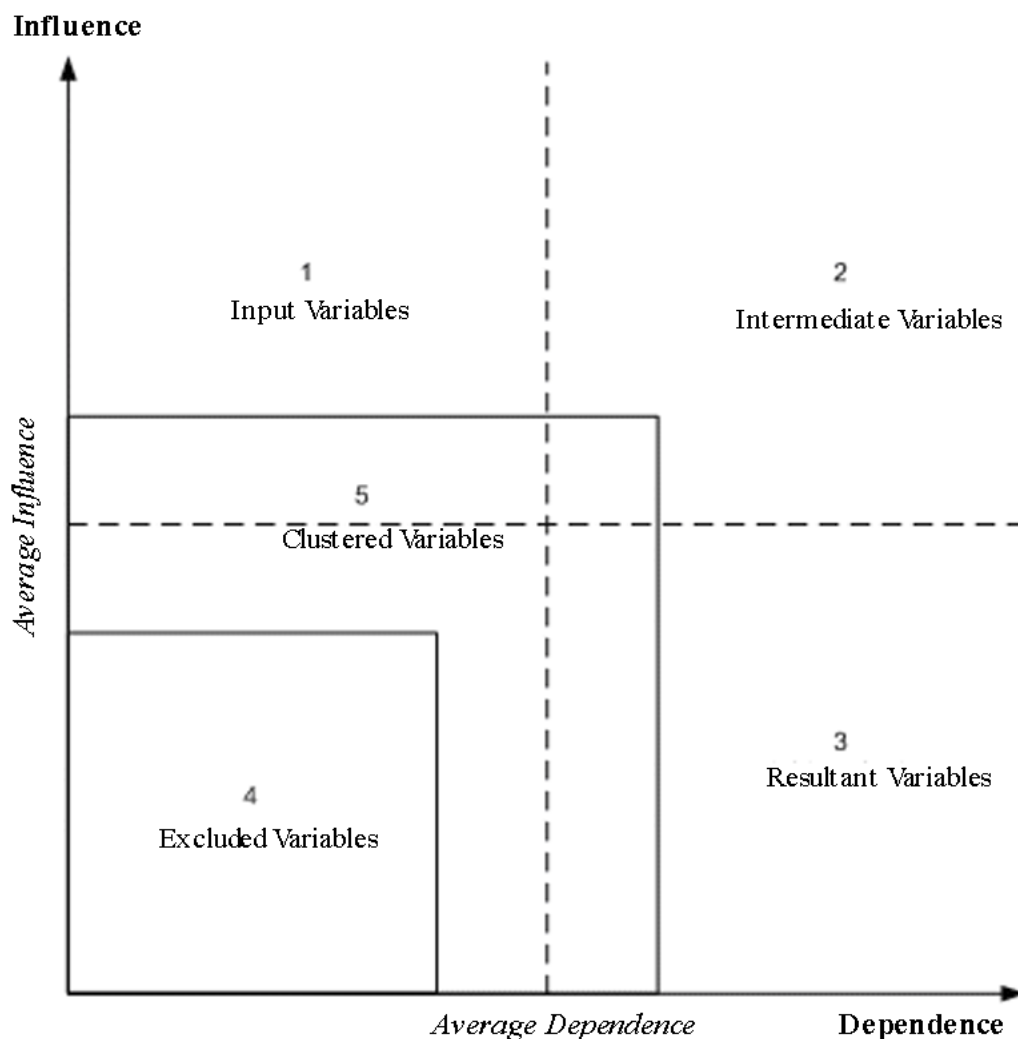 Influence
1
Input Variables
2
Intermediate Variables
Average Influence
5
Clustered Variables
3
Resultant Variables
4
Excluded Variables
Average Dependence
Dependence